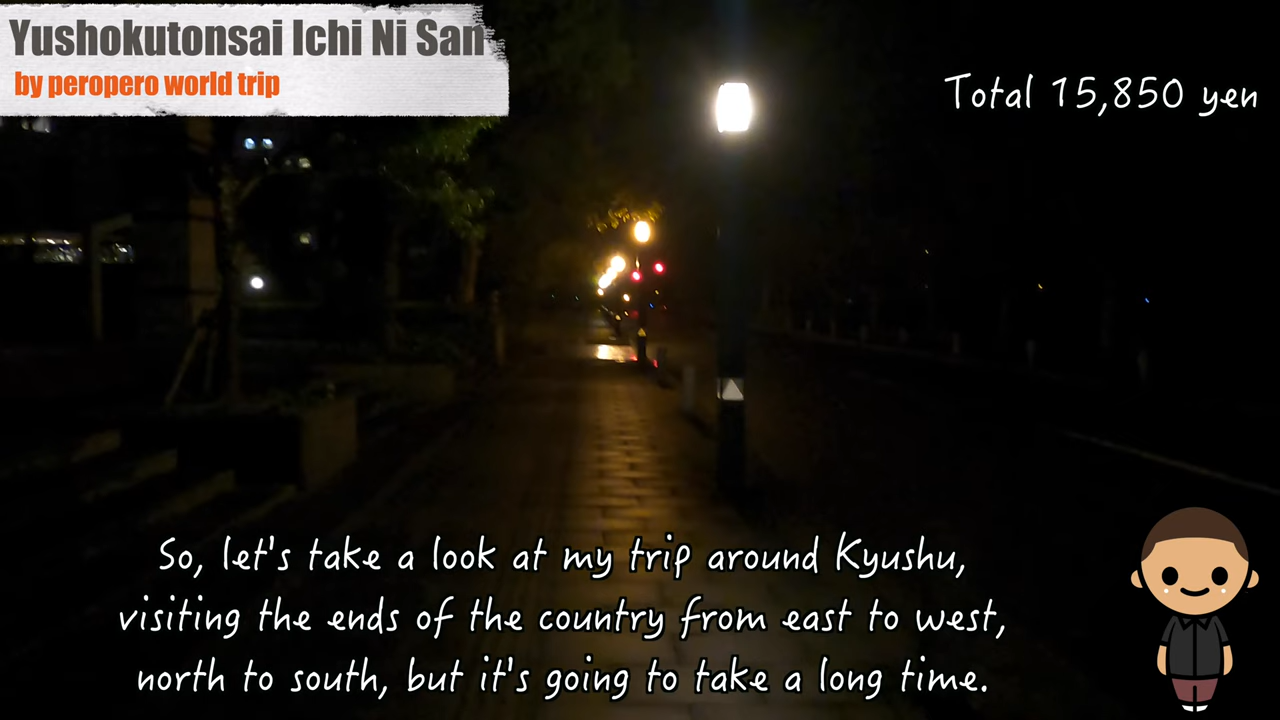 Yushokutonsai Ichi Ni San
by peropero world trip
Total 15,850 yen
So, let's take a look at my trip around Kyushu,
visiting the ends of the country from east to west,
north to south, but it's going to take a long time.